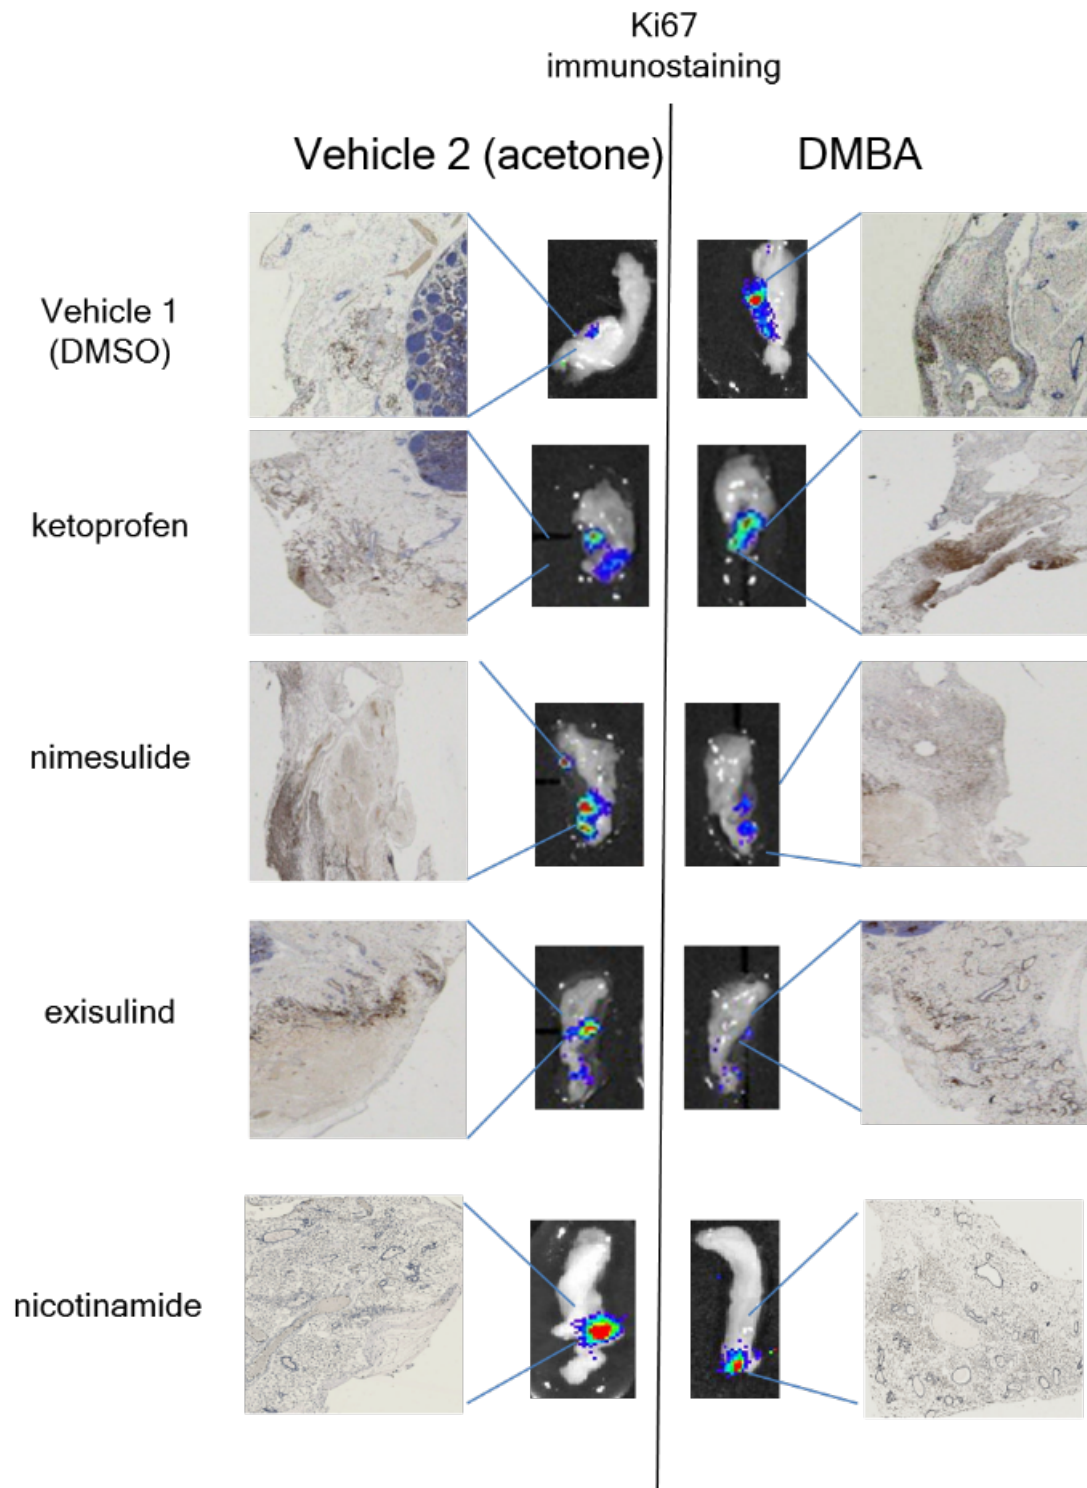 Ki67
immunostaining
Vehicle 2 (acetone)
DMBA
Vehicle 1
(DMSO)
ketoprofen
nimesulide
exisulind
nicotinamide